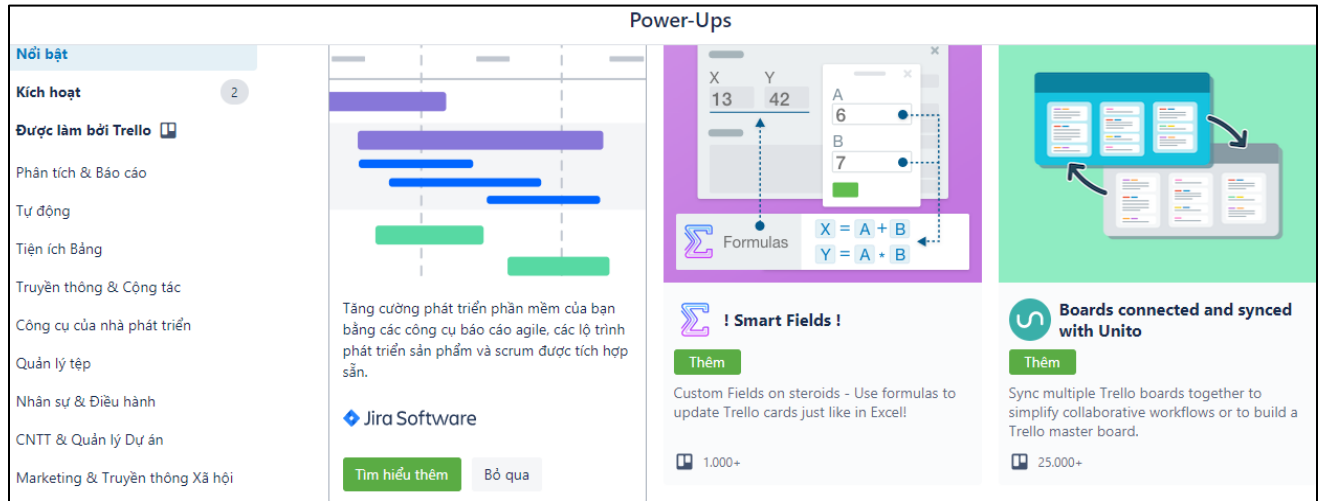 Power-Ups
Nổi bật
Kích hoạt 2
Được làm bởi Trello
Phân tích & Báo cáo
Tự động
Tiện ích Bảng
Truyền thông & Cộng tác
Công cụ của nhà phát triển
Quản lý tệp
Nhân sự & Điều hành
CNTT & Quản lý Dự án
Marketing & Truyền thông Xã hội
Tăng cường phát triển phần mềm của bạn
bằng các công cụ báo cáo agile, các lộ trình
phát triển sản phẩm và scrum được tích hợp
sẵn.
Jira Software
Tìm hiểu thêm Bỏ qua
X Y
13 42
A
6
B
7
Formulas
X = A + B
Y = A * B
! Smart Fields !
Thêm
Custom Fields on steroids - Use formulas to
update Trello cards just like in Excel!
1.000+
Boards connected and synced
with Unito
Thêm
Sync multiple Trello boards together to
simplify collaborative workflows or to build a
Trello master board.
25.000+